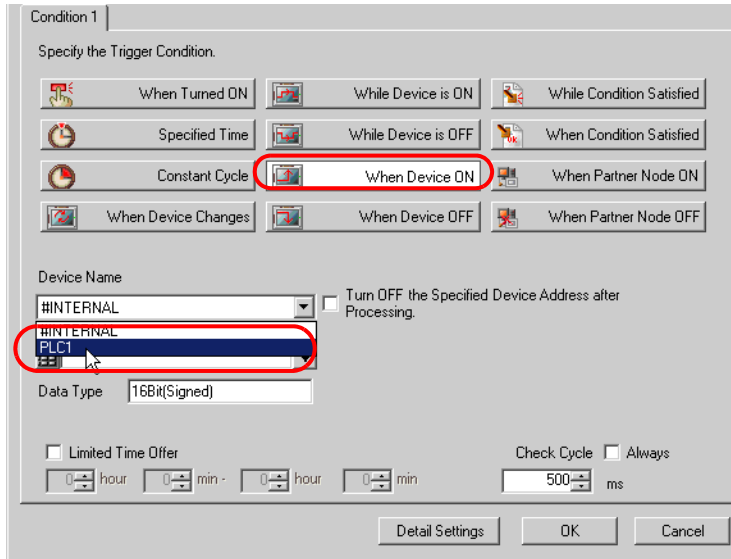 Condition 1
Specify the Trigger Condition.
When Turned ON While Device is ON While Condition Satisfied
Specified Time While Device is OFF When Condition Satisfied
Constant Cycle When Device ON When Partner Node ON
When Device Changes When Device OFF When Partner Node OFF
Device Name
#INTERNAL Turn OFF the Specified Device Address after
Processing.
#INTERNAL
PLC1
Data Type 16Bit(Signed)
Limited Time Offer Check Cycle Always
0 hour 0 min - 0 hour 0 min 500 ms
Detail Settings OK Cancel